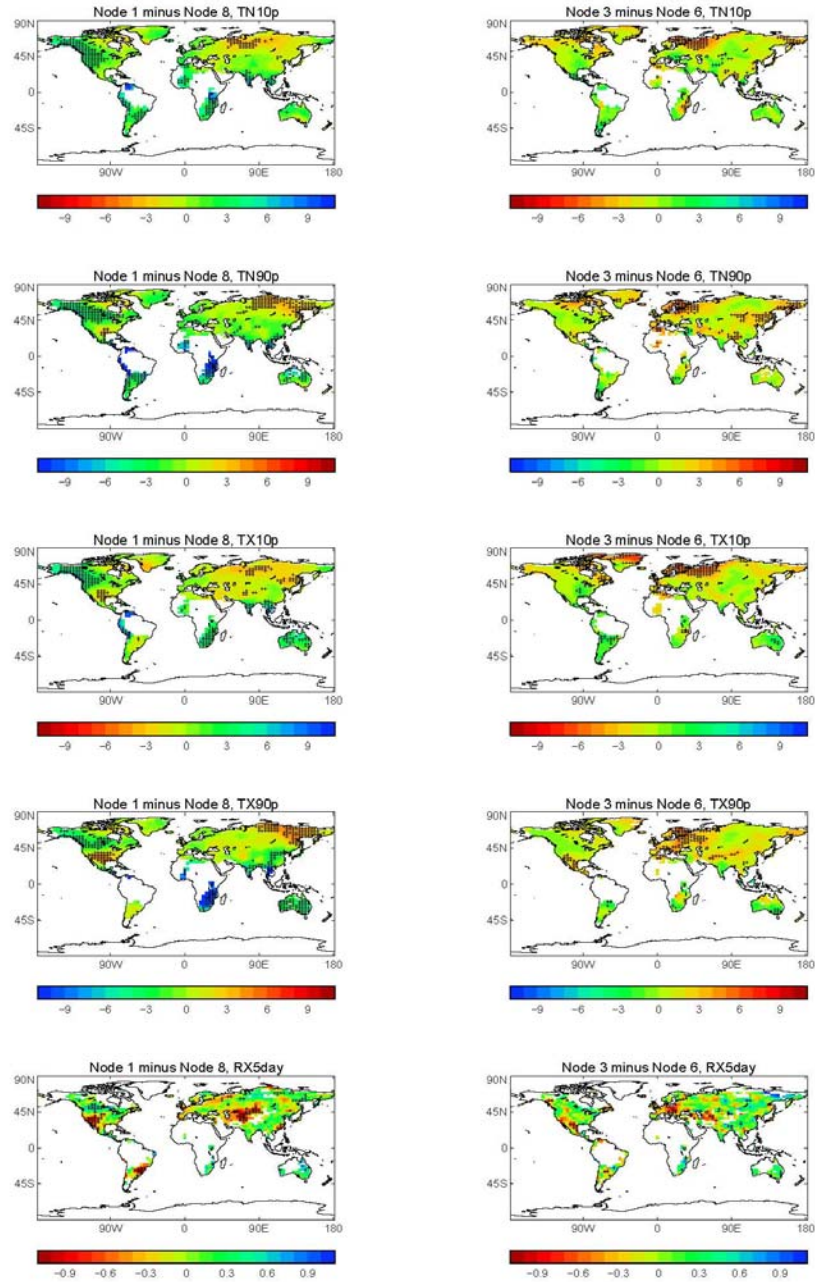 Node 1 minus Node 8, TN10p
90N
45N
0
45S
90W 0 90E 180
−9 −6 −3 0 3 6 9
Node 3 minus Node 6, TN10p
90N
45N
0
45S
90W 0 90E 180
−9 −6 −3 0 3 6 9
Node 1 minus Node 8, TN90p
90N
45N
0
45S
90W 0 90E 180
−9 −6 −3 0 3 6 9
Node 3 minus Node 6, TN90p
90N
45N
0
45S
90W 0 90E 180
−9 −6 −3 0 3 6 9
Node 1 minus Node 8, TX10p
90N
45N
0
45S
90W 0 90E 180
−9 −6 −3 0 3 6 9
Node 3 minus Node 6, TX10p
90N
45N
0
45S
90W 0 90E 180
−9 −6 −3 0 3 6 9
Node 1 minus Node 8, TX90p
90N
45N
0
45S
90W 0 90E 180
−9 −6 −3 0 3 6 9
Node 3 minus Node 6, TX90p
90N
45N
0
45S
90W 0 90E 180
−9 −6 −3 0 3 6 9
Node 1 minus Node 8, RX5day
90N
45N
0
45S
90W 0 90E 180
−0.9 −0.6 −0.3 0 0.3 0.6 0.9
Node 3 minus Node 6, RX5day
90N
45N
0
45S
90W 0 90E 180
−0.9 −0.6 −0.3 0 0.3 0.6 0.9